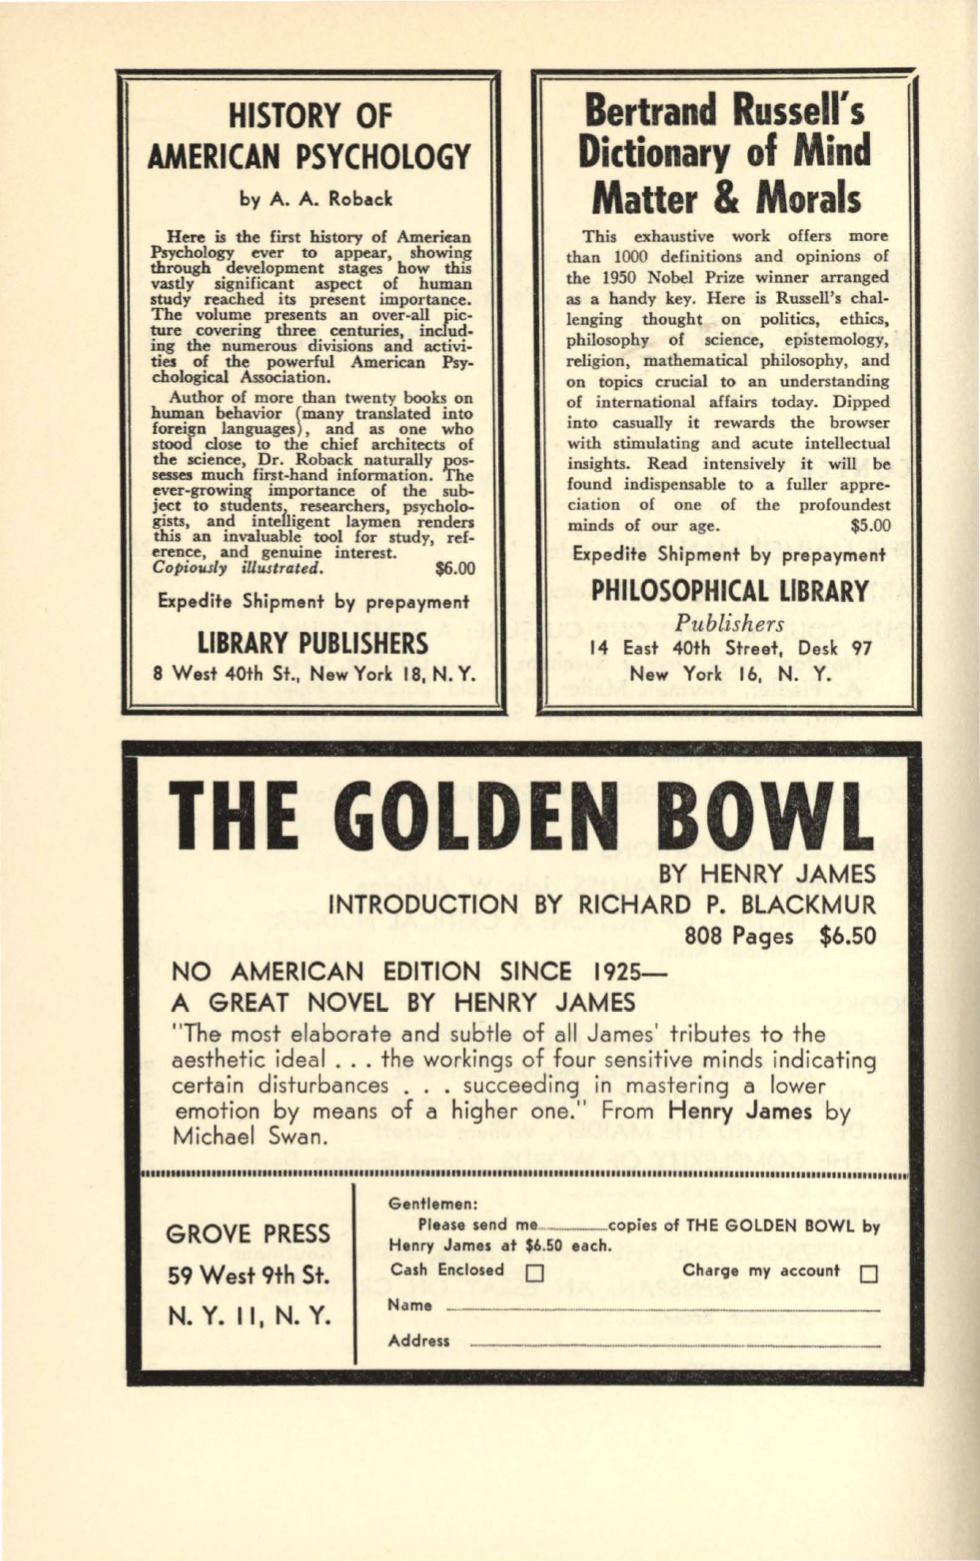 HISTORY OF
AMERICAN PSYCHOLOGY
by A. A. Roback
Here is the first history of American
Psychology ever to appear, showing
through development stages how this
vastly significant aspect of human
study reached its present importance.
The volume presents an over-all pic-
ture covering three centuries, includ-
ing the numerous divisions and activi-
ties of the powerful American Psy-
chological Association.
Author of more than twenty books on
human behavior (many translated into
foreign languages), and as one who
stood close to the chief architects of
the science, Dr. Roback naturally pos-
sesses much first-hand information. The
ever-growing importance of the sub-
ject to students, researchers, psycholo-
gists, and intelligent laymen renders
this an invaluable tool for study, ref-
erence, and genuine interest.
Copiously illustrated. $6.00
Expedite Shipment by prepayment
LIBRARY PUBLISHERS
8 West 40th St., New York 18, N. Y.
Bertrand Russell's
Dictionary of Mind
Matter & Morals
This exhaustive work offers more
than 1000 definitions and opinions of
the 1950 Nobel Prize winner arranged
as a handy key. Here is Russell's chal-
lenging thought on politics, ethics,
philosophy of science, epistemology,
religion, mathematical philosophy, and
on topics crucial to an understanding
of international affairs today. Dipped
into casually it rewards the browser
with stimulating and acute intellectual
insights. Read intensively it will be
found indispensable to a fuller appre-
ciation of one of the profoundest
minds of our age. $5.00
Expedite Shipment by prepayment
PHILOSOPHICAL LIBRARY
Publishers
14 East 40th Street, Desk 97
New York 16, N. Y.
THE GOLDEN BOWL
BY HENRY JAMES
INTRODUCTION BY RICHARD P. BLACKMUR
808 Pages $6.50
NO AMERICAN EDITION SINCE 1925—
A GREAT NOVEL BY HENRY JAMES
"The most elaborate and subtle of all James' tributes to the
aesthetic ideal . . . the workings of four sensitive minds indicating
certain disturbances . . . succeeding in mastering a lower
emotion by means of a higher one." From Henry James by
Michael Swan.
GROVE PRESS
59 West 9th St.
N. Y. 11, N. Y.
Gentlemen:
Please send me..........copies of THE GOLDEN BOWL by
Henry James at $6.50 each.
Cash Enclosed ☐ Charge my account ☐
Name
Address